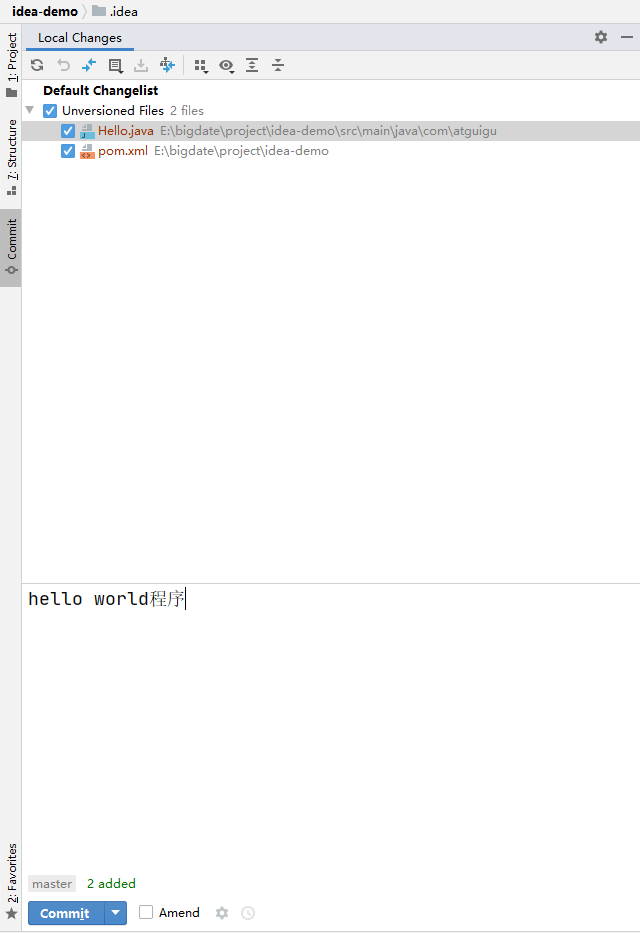 idea-demo .idea
1: Project
7: Structure
Commit
2: Favorites
Local Changes
Default Changelist
Unversioned Files 2 files
Hello.java E:\bigdate\project\idea-demo\src\main\java\com\atguigu
pom.xml E:\bigdate\project\idea-demo
hello world程序
master 2 added
Commit Amend